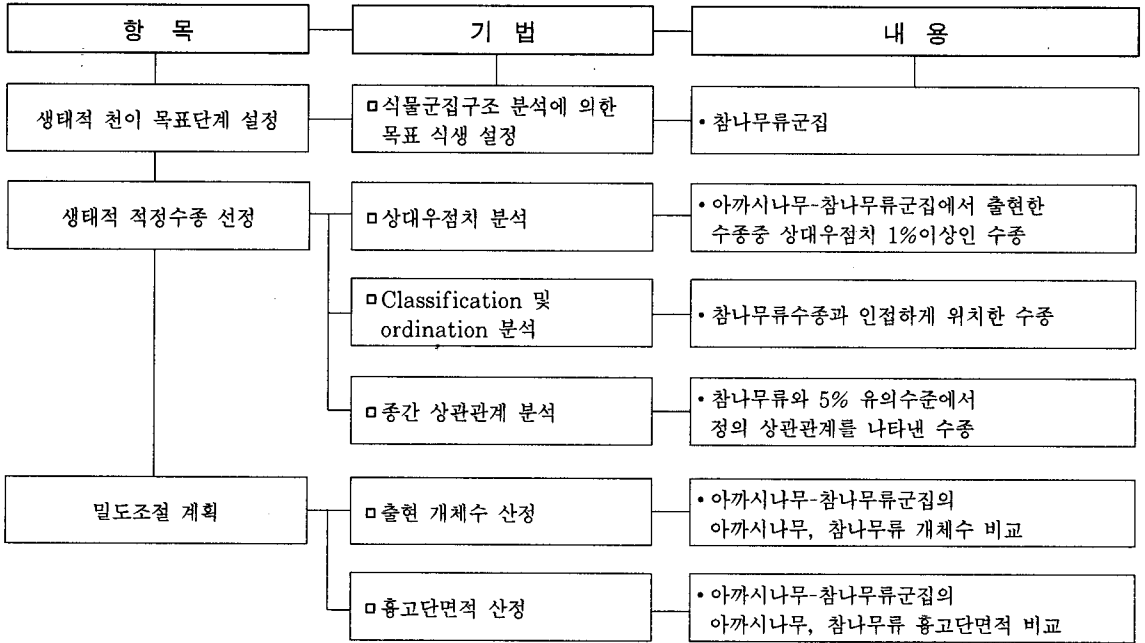 항 목
기 법
내 용
생태적 천이 목표단계 설정
▫식물군집구조 분석에 의한
목표 식생 설정
• 참나무류군집
생태적 적정수종 선정
▫상대우점치 분석
• 아까시나무-참나무류군집에서 출현한
수종중 상대우점치 1%이상인 수종
▫Classification 및
ordination 분석
• 참나무류수종과 인접하게 위치한 수종
▫종간 상관관계 분석
• 참나무류와 5% 유의수준에서
정의 상관관계를 나타낸 수종
밀도조절 계획
▫출현 개체수 산정
• 아까시나무-참나무류군집의
아까시나무, 참나무류 개체수 비교
▫흉고단면적 산정
• 아까시나무-참나무류군집의
아까시나무, 참나무류 흉고단면적 비교